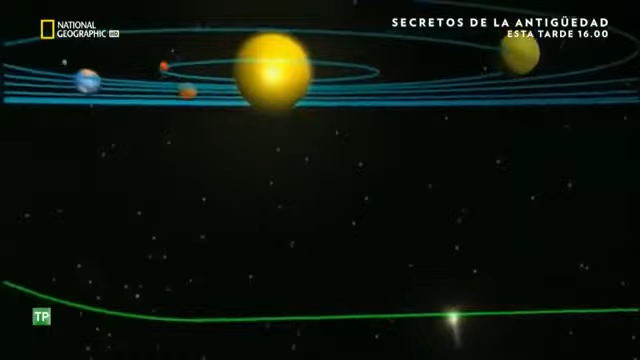 NATIONAL
GEOGRAPHIC HD
SECRETOS DE LA ANTIGÜEDAD
ESTA TARDE 16.00
TP